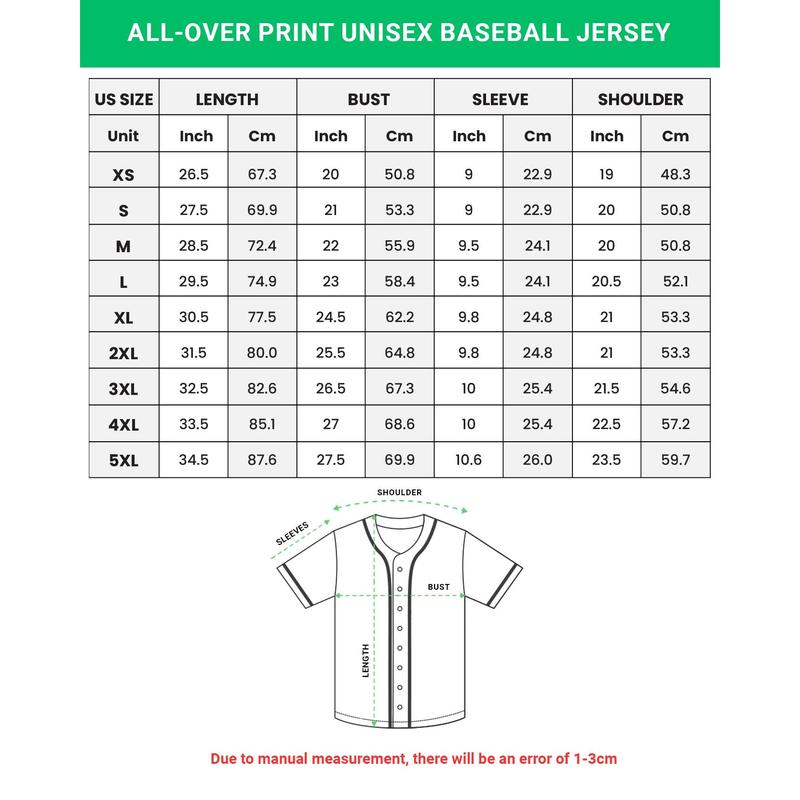 ALL-OVER PRINT UNISEX BASEBALL JERSEY
US SIZE LENGTH BUST SLEEVE SHOULDER
Unit Inch Cm Inch Cm Inch Cm Inch Cm
XS 26.5 67.3 20 50.8 9 22.9 19 48.3
S 27.5 69.9 21 53.3 9 22.9 20 50.8
M 28.5 72.4 22 55.9 9.5 24.1 20 50.8
L 29.5 74.9 23 58.4 9.5 24.1 20.5 52.1
XL 30.5 77.5 24.5 62.2 9.8 24.8 21 53.3
2XL 31.5 80.0 25.5 64.8 9.8 24.8 21 53.3
3XL 32.5 82.6 26.5 67.3 10 25.4 21.5 54.6
4XL 33.5 85.1 27 68.6 10 25.4 22.5 57.2
5XL 34.5 87.6 27.5 69.9 10.6 26.0 23.5 59.7
SHOULDER
SLEEVES
BUST
LENGTH
Due to manual measurement, there will be an error of 1-3cm